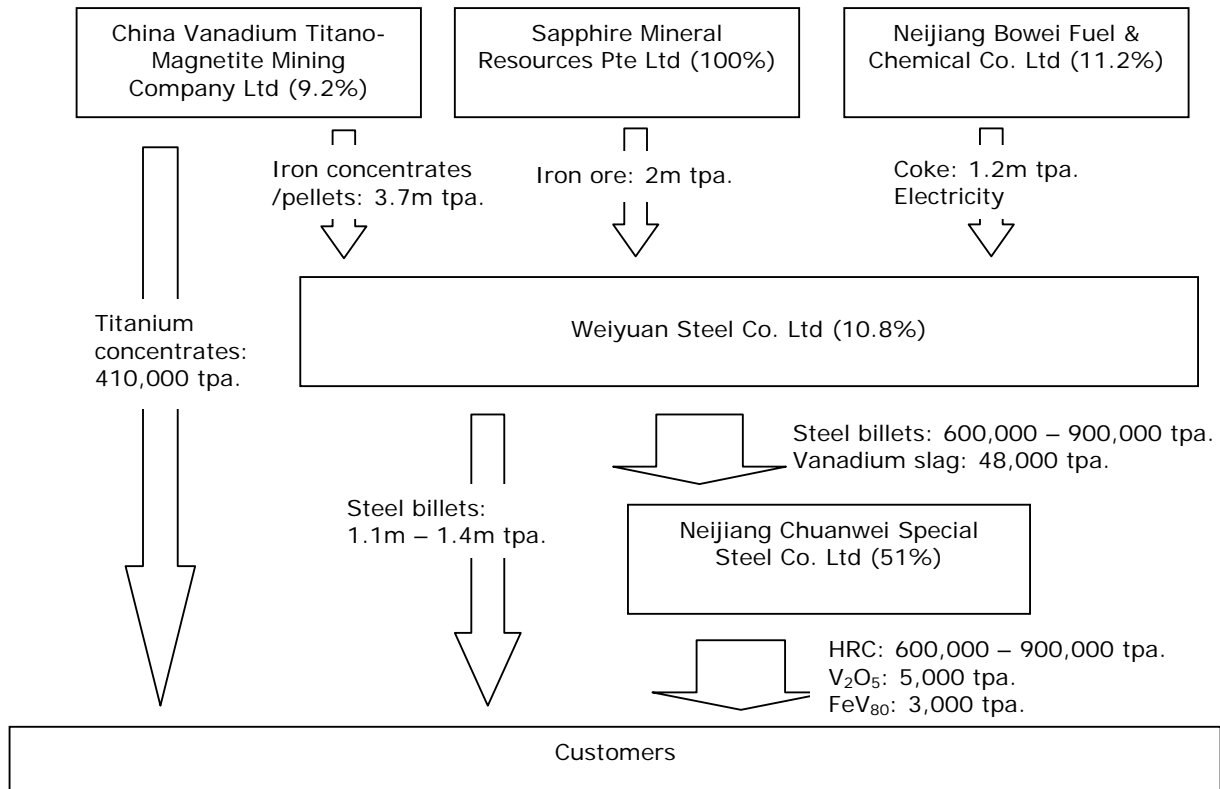 China Vanadium Titano-
Magnetite Mining
Company Ltd (9.2%)
Sapphire Mineral
Resources Pte Ltd (100%)
Neijiang Bowei Fuel &
Chemical Co. Ltd (11.2%)
Iron concentrates
/pellets: 3.7m tpa.
Iron ore: 2m tpa.
Coke: 1.2m tpa.
Electricity
Weiyuan Steel Co. Ltd (10.8%)
Titanium
concentrates:
410,000 tpa.
Steel billets: 600,000 – 900,000 tpa.
Vanadium slag: 48,000 tpa.
Steel billets:
1.1m – 1.4m tpa.
Neijiang Chuanwei Special
Steel Co. Ltd (51%)
HRC: 600,000 – 900,000 tpa.
V₂O₅: 5,000 tpa.
FeV₈₀: 3,000 tpa.
Customers